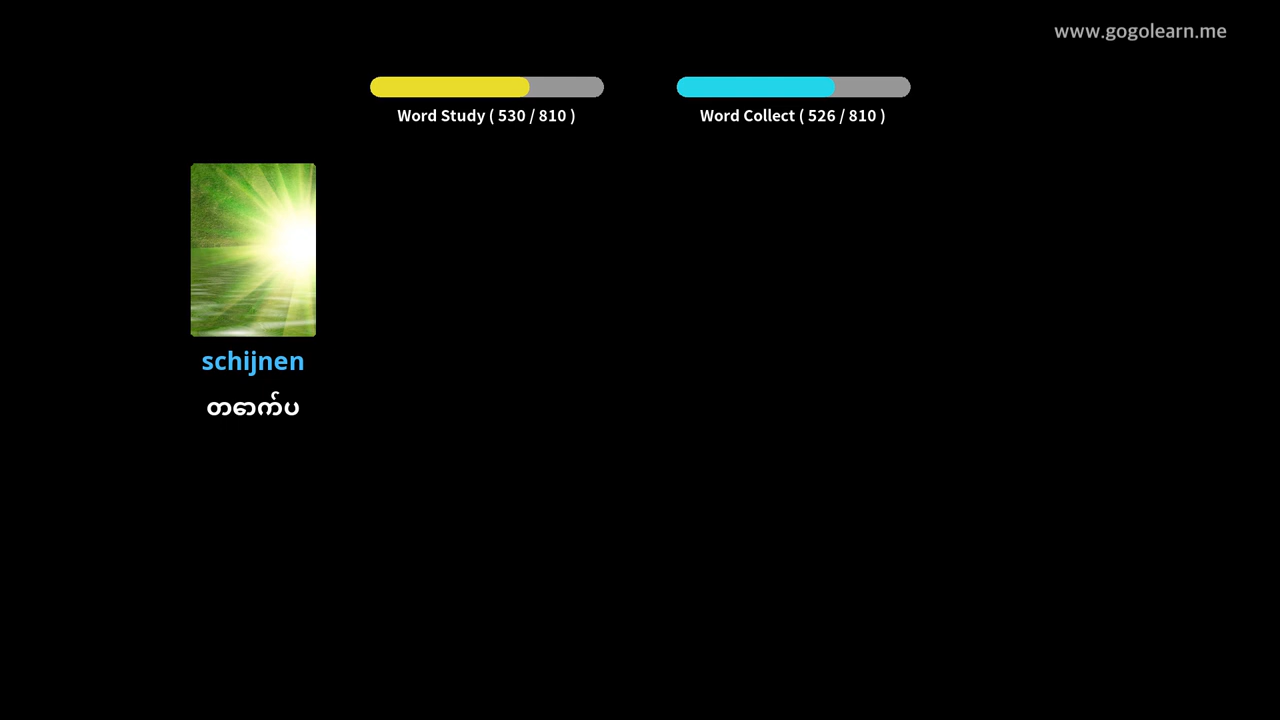 www.gogolearn.me
Word Study ( 530 / 810 )
Word Collect ( 526 / 810 )
schijnen
တောက်ပ